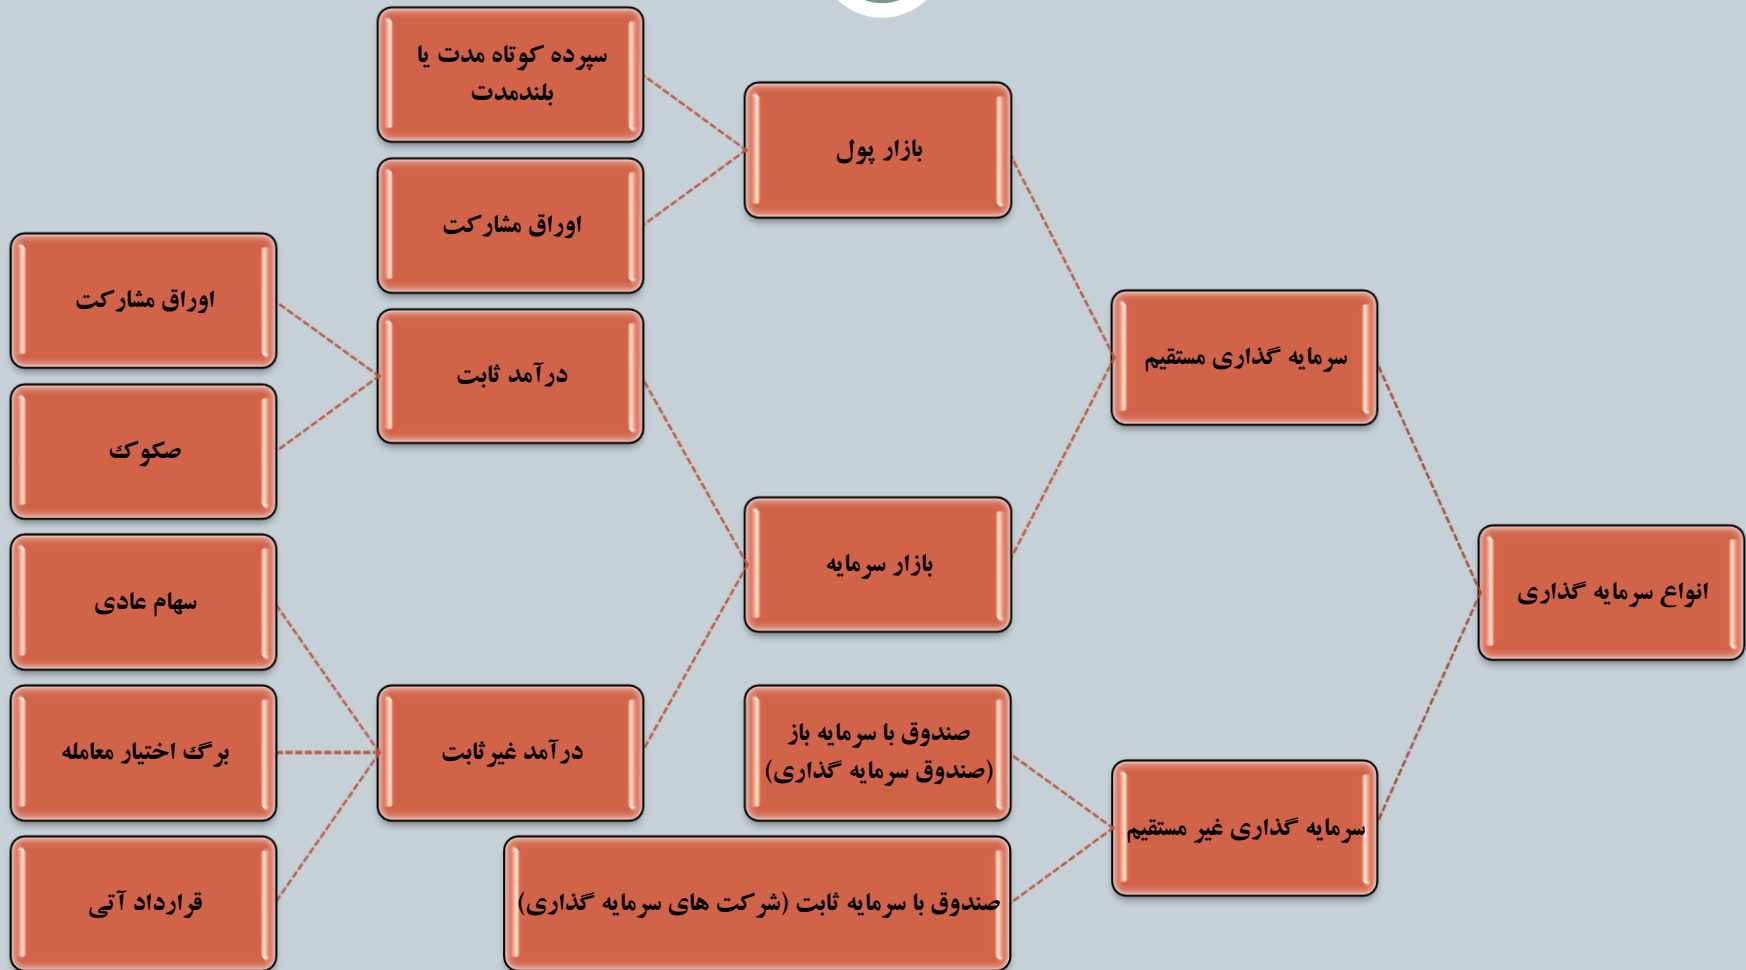 انواع سرمایه گذاری
سرمایه گذاری مستقیم
بازار پول
سپرده کوتاه مدت یا
بلندمدت
اوراق مشارکت
بازار سرمایه
درآمد ثابت
اوراق مشارکت
صکوک
درآمد غیرثابت
سهام عادی
برگ اختیار معامله
قرارداد آتی
سرمایه گذاری غیر مستقیم
صندوق با سرمایه باز
(صندوق سرمایه گذاری)
صندوق با سرمایه ثابت (شرکت های سرمایه گذاری)